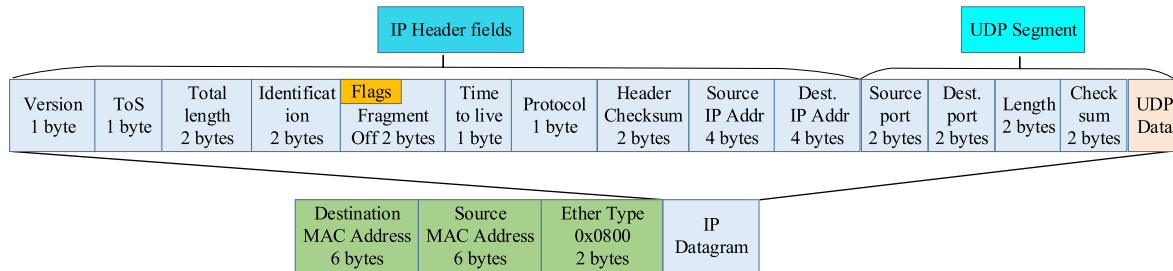 IP Header fields
UDP Segment
Version
1 byte
ToS
1 byte
Total
length
2 bytes
Identificat
ion
2 bytes
Flags
Fragment
Off 2 bytes
Time
to live
1 byte
Protocol
1 byte
Header
Checksum
2 bytes
Source
IP Addr
4 bytes
Dest.
IP Addr
4 bytes
Source
port
2 bytes
Dest.
port
2 bytes
Length
2 bytes
Check
sum
2 bytes
UDP
Data
Destination
MAC Address
6 bytes
Source
MAC Address
6 bytes
Ether Type
0x0800
2 bytes
IP
Datagram